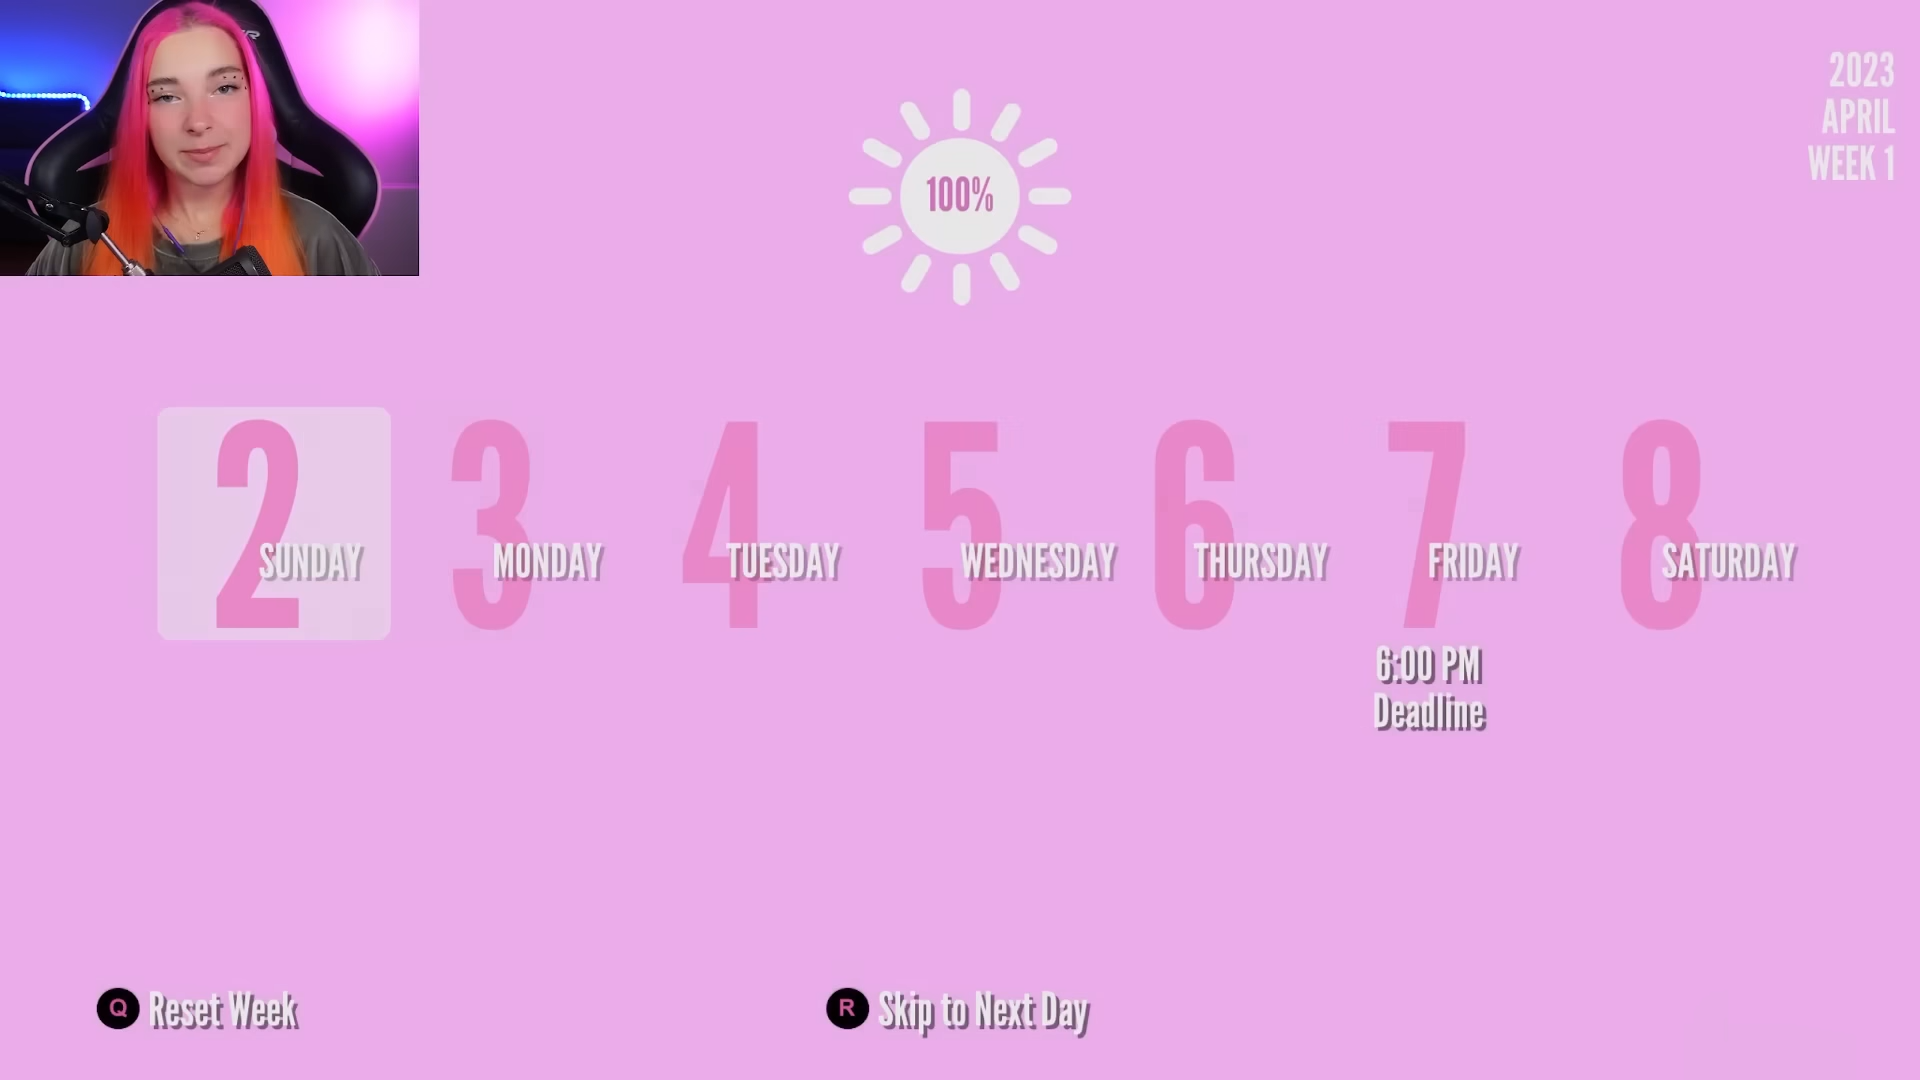 2023
APRIL
WEEK 1
100%
2 SUNDAY
3 MONDAY
4 TUESDAY
5 WEDNESDAY
6 THURSDAY
7 FRIDAY
8 SATURDAY
6:00 PM
Deadline
Q Reset Week
R Skip to Next Day